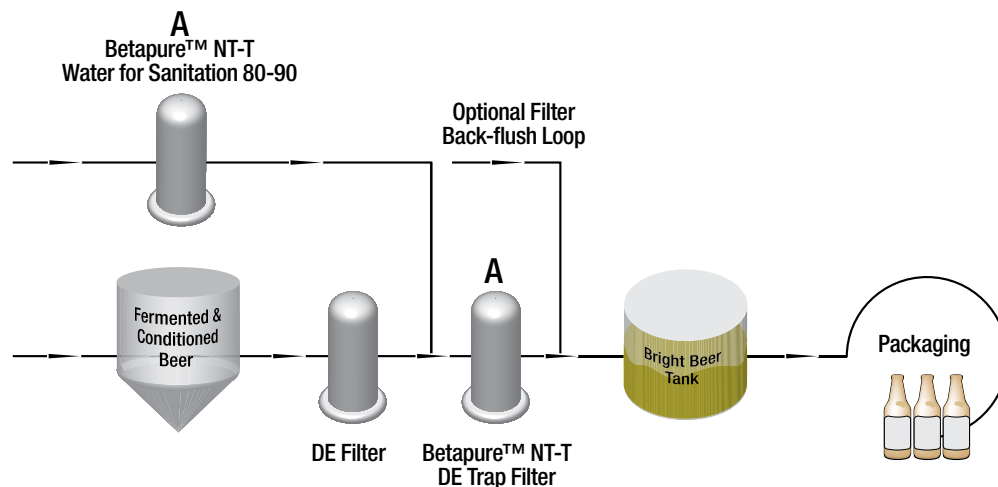 A
Betapure™ NT-T
Water for Sanitation 80-90
Optional Filter
Back-flush Loop
Fermented &
Conditioned
Beer
A
Bright Beer
Tank
Packaging
DE Filter
Betapure™ NT-T
DE Trap Filter